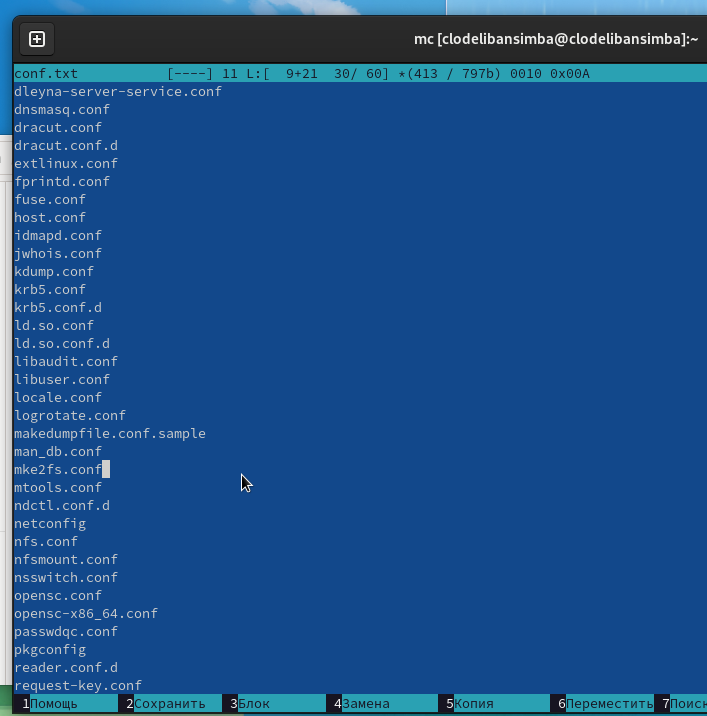 mc [clodelibansimba@clodelibansimba]:~
conf.txt [----] 11 L:[ 9+21 30/ 60] *(413 / 797b) 0010 0x00A
dleyna-server-service.conf
dnsmasq.conf
dracut.conf
dracut.conf.d
extlinux.conf
fprintd.conf
fuse.conf
host.conf
idmapd.conf
jwhois.conf
kdump.conf
krb5.conf
krb5.conf.d
ld.so.conf
ld.so.conf.d
libaudit.conf
libuser.conf
locale.conf
logrotate.conf
makedumpfile.conf.sample
man_db.conf
mke2fs.conf
mtools.conf
ndctl.conf.d
netconfig
nfs.conf
nfsmount.conf
nsswitch.conf
opensc.conf
opensc-x86_64.conf
passwdqc.conf
pkgconfig
reader.conf.d
request-key.conf
1Помощь 2Сохранить 3Блок 4Замена 5Копия 6Переместить 7Поиск